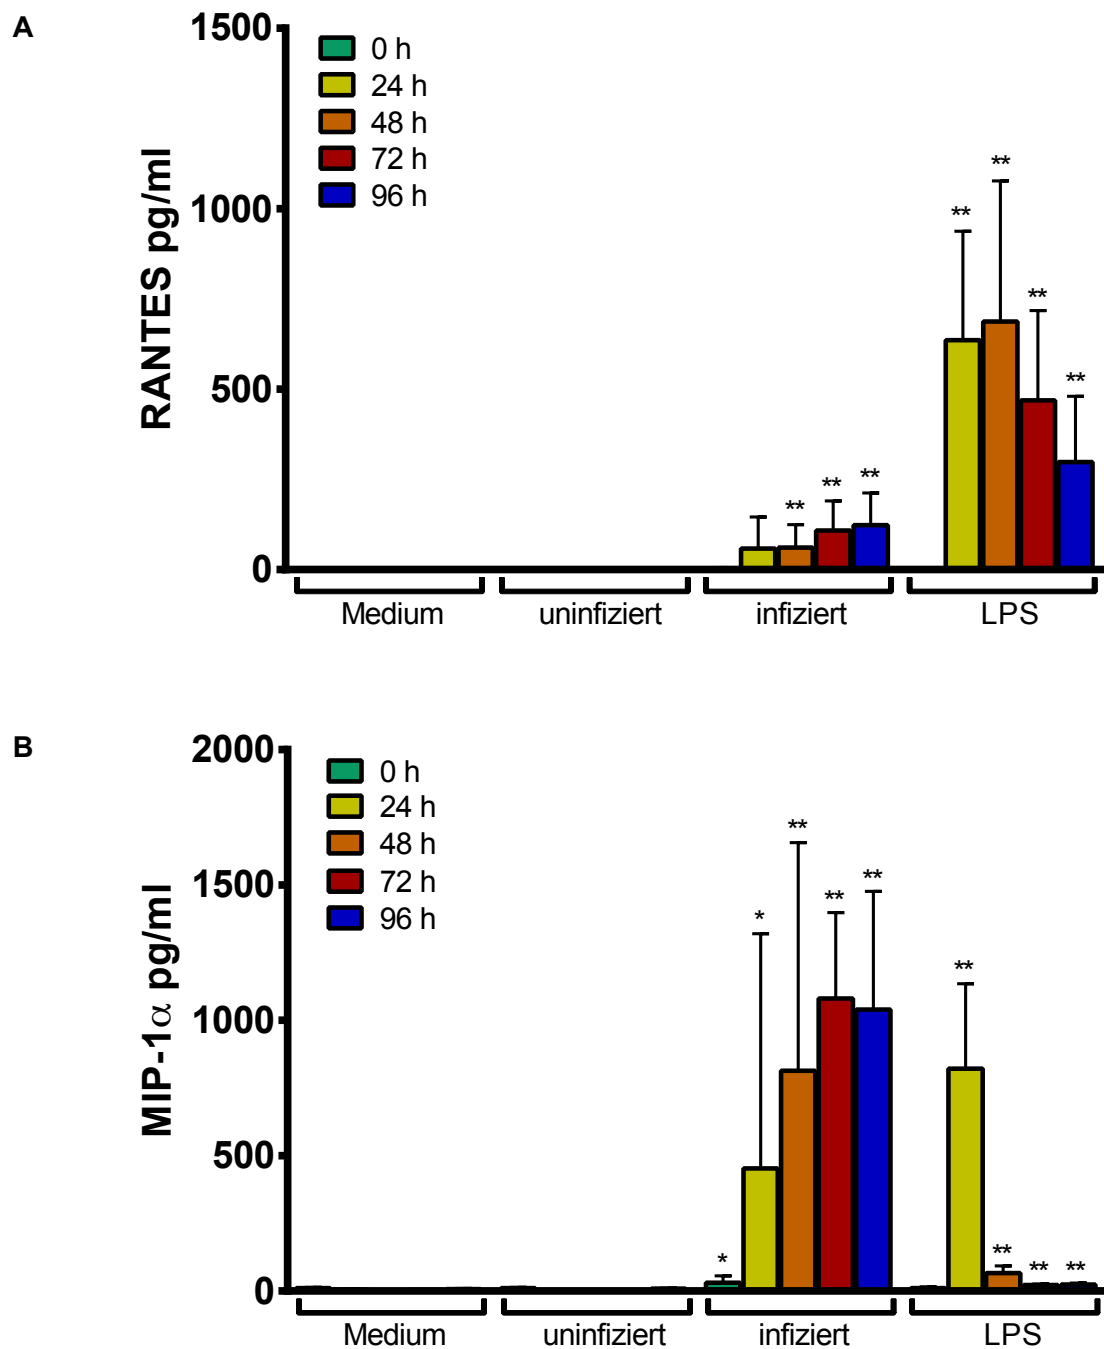 A
RANTES pg/ml
1500
1000
500
0
0 h
24 h
48 h
72 h
96 h
**
**
**
**
**
**
**
Medium
uninfiziert
infiziert
LPS
B
MIP-1α pg/ml
2000
1500
1000
500
0
0 h
24 h
48 h
72 h
96 h
*
*
**
**
**
**
**
**
**
Medium
uninfiziert
infiziert
LPS